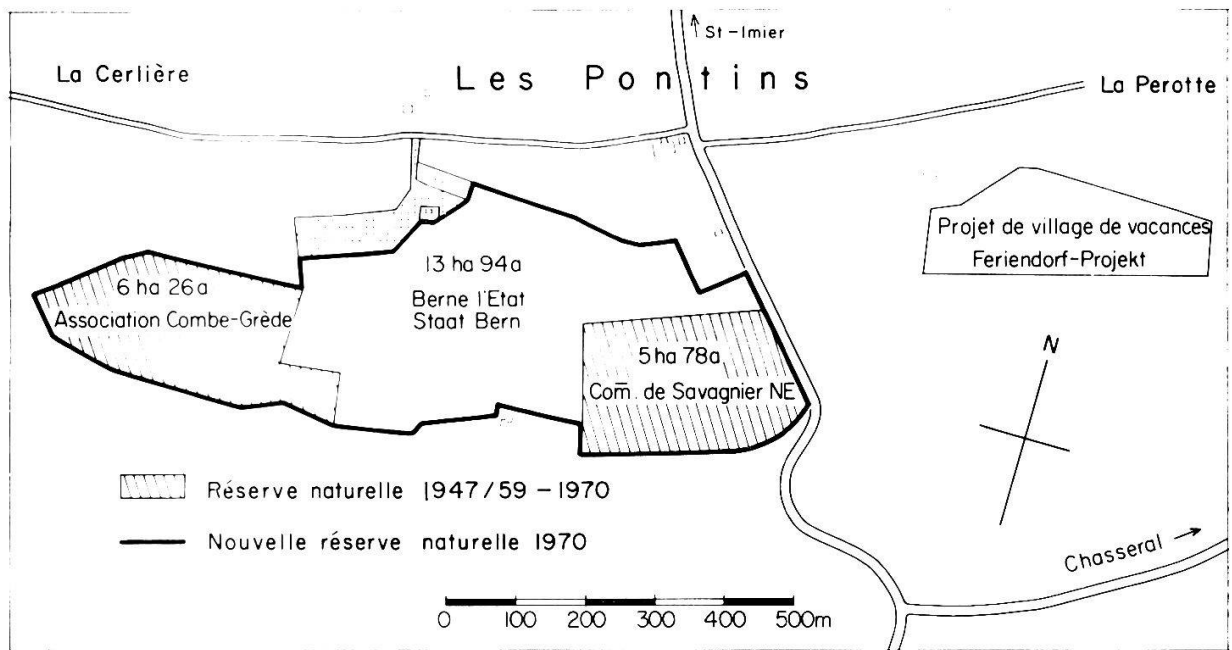 St-Imier
La Cerlière
Les Pontins
La Perotte
Projet de village de vacances
Feriendorf-Projekt
13 ha 94a
Berne l'Etat
Staat Bern
6 ha 26a
Association Combe-Grède
5 ha 78a
Com̅. de Savagnier NE
N
Réserve naturelle 1947/59 – 1970
Nouvelle réserve naturelle 1970
Chasseral
0 100 200 300 400 500m